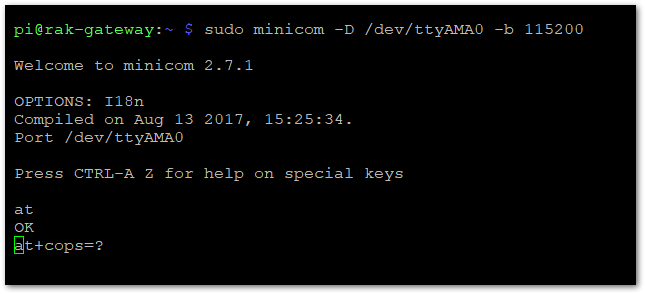 pi@rak-gateway:~ $ sudo minicom -D /dev/ttyAMA0 -b 115200
Welcome to minicom 2.7.1
OPTIONS: I18n
Compiled on Aug 13 2017, 15:25:34.
Port /dev/ttyAMA0
Press CTRL-A Z for help on special keys
at
OK
at+cops=?